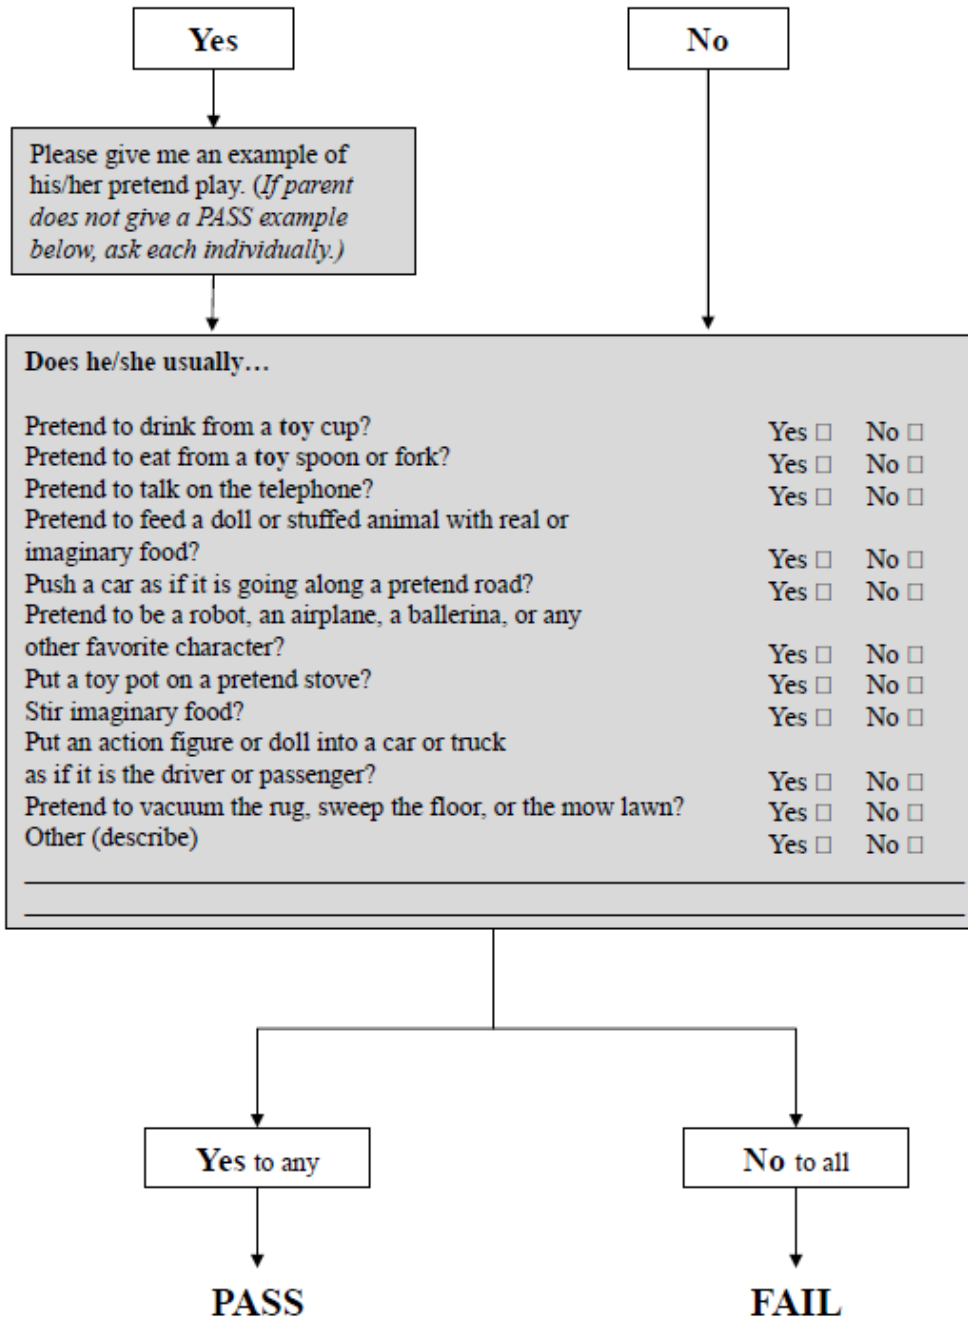 Yes
No
Please give me an example of
his/her pretend play. (If parent
does not give a PASS example
below, ask each individually.)
Does he/she usually…
Pretend to drink from a toy cup? Yes □ No □
Pretend to eat from a toy spoon or fork? Yes □ No □
Pretend to talk on the telephone? Yes □ No □
Pretend to feed a doll or stuffed animal with real or
imaginary food? Yes □ No □
Push a car as if it is going along a pretend road? Yes □ No □
Pretend to be a robot, an airplane, a ballerina, or any
other favorite character? Yes □ No □
Put a toy pot on a pretend stove? Yes □ No □
Stir imaginary food? Yes □ No □
Put an action figure or doll into a car or truck
as if it is the driver or passenger? Yes □ No □
Pretend to vacuum the rug, sweep the floor, or the mow lawn? Yes □ No □
Other (describe) Yes □ No □
Yes to any
No to all
PASS
FAIL